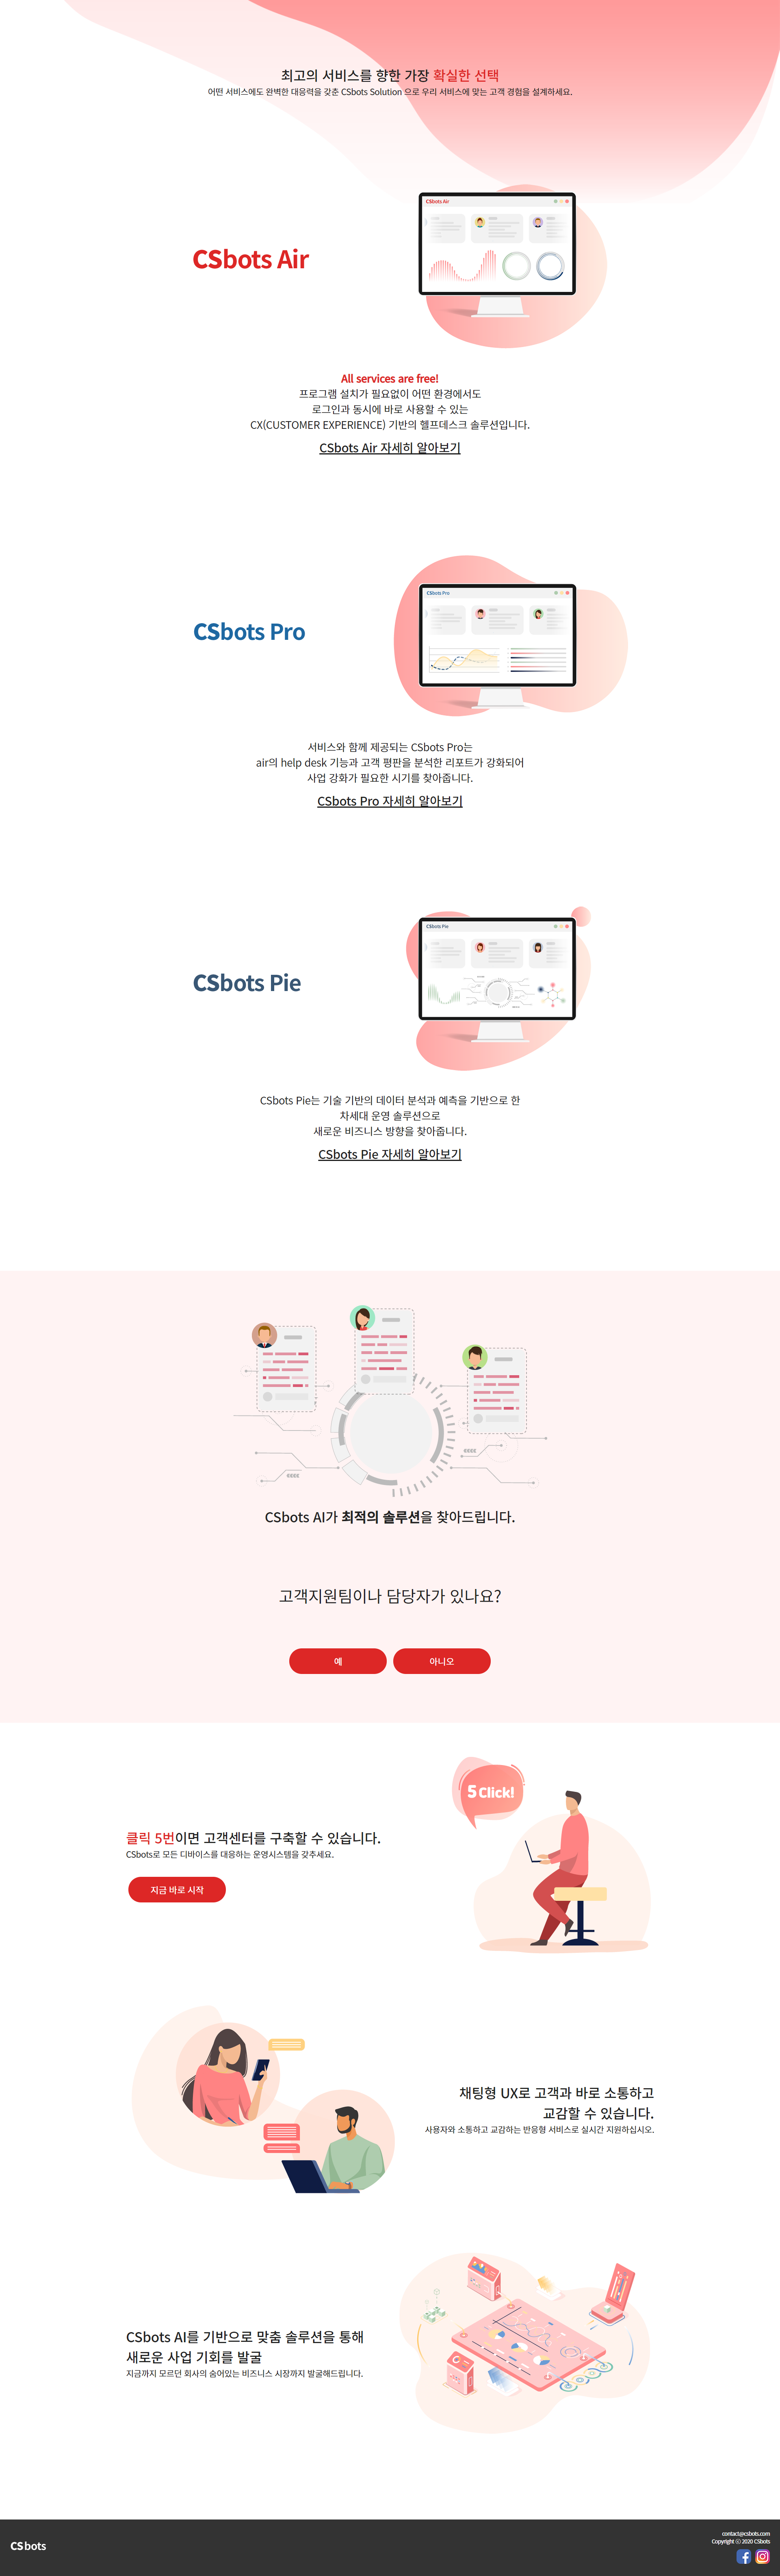 최고의 서비스를 향한 가장 확실한 선택
어떤 서비스에도 완벽한 대응력을 갖춘 CSbots Solution 으로 우리 서비스에 맞는 고객 경험을 설계하세요.
CSbots Air
CSbots Air
All services are free!
프로그램 설치가 필요없이 어떤 환경에서도
로그인과 동시에 바로 사용할 수 있는
CX(CUSTOMER EXPERIENCE) 기반의 헬프데스크 솔루션입니다.
CSbots Air 자세히 알아보기
CSbots Pro
CSbots Pro
서비스와 함께 제공되는 CSbots Pro는
air의 help desk 기능과 고객 평판을 분석한 리포트가 강화되어
사업 강화가 필요한 시기를 찾아줍니다.
CSbots Pro 자세히 알아보기
CSbots Pie
CSbots Pie
CSbots Pie는 기술 기반의 데이터 분석과 예측을 기반으로 한
차세대 운영 솔루션으로
새로운 비즈니스 방향을 찾아줍니다.
CSbots Pie 자세히 알아보기
CSbots AI가 최적의 솔루션을 찾아드립니다.
고객지원팀이나 담당자가 있나요?
예
아니오
5 Click!
클릭 5번이면 고객센터를 구축할 수 있습니다.
CSbots로 모든 디바이스를 대응하는 운영시스템을 갖추세요.
지금 바로 시작
채팅형 UX로 고객과 바로 소통하고
교감할 수 있습니다.
사용자와 소통하고 교감하는 반응형 서비스로 실시간 지원하십시오.
CSbots AI를 기반으로 맞춤 솔루션을 통해
새로운 사업 기회를 발굴
지금까지 모르던 회사의 숨어있는 비즈니스 시장까지 발굴해드립니다.
CSbots
contact@csbots.com
Copyright ⓒ 2020 CSbots